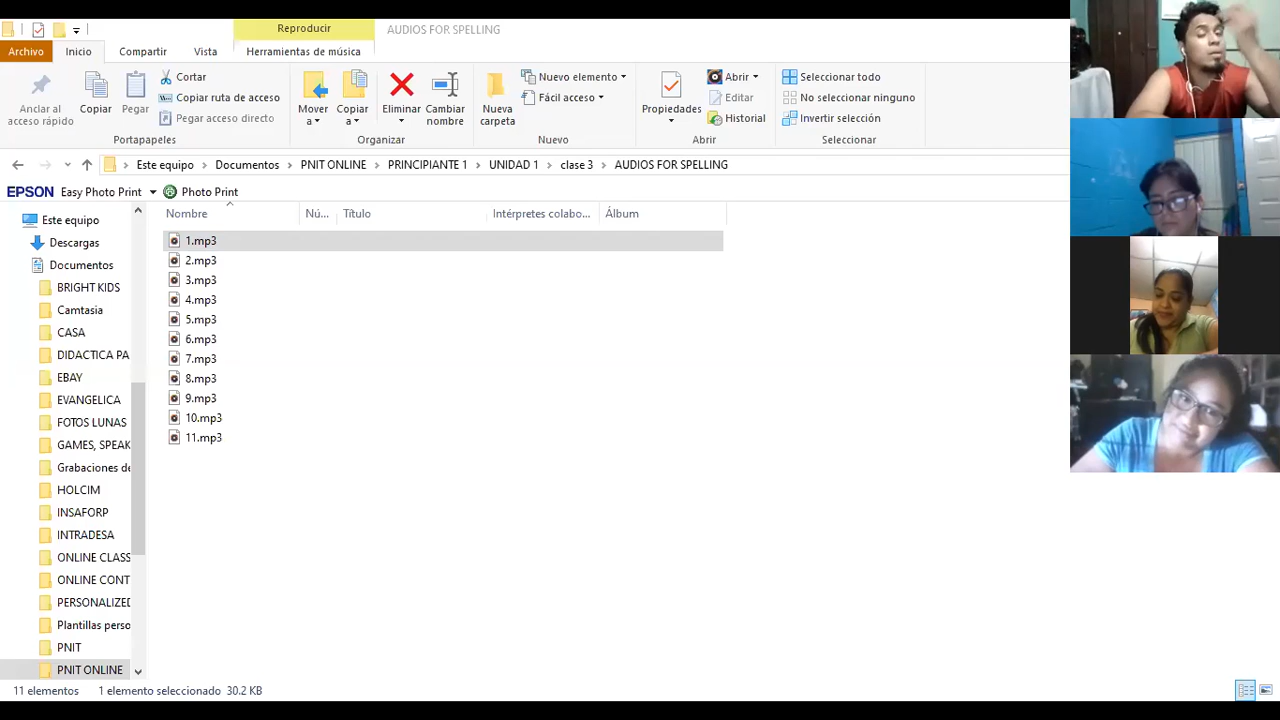 Reproducir
AUDIOS FOR SPELLING
Archivo
Inicio
Compartir
Vista
Herramientas de música
Anclar al
acceso rápido
Copiar
Pegar
Cortar
Copiar ruta de acceso
Pegar acceso directo
Portapapeles
Mover
a
Copiar
a
Eliminar
Cambiar
nombre
Organizar
Nueva
carpeta
Nuevo elemento
Fácil acceso
Nuevo
Propiedades
Abrir
Editar
Historial
Abrir
Seleccionar todo
No seleccionar ninguno
Invertir selección
Seleccionar
Este equipo > Documentos > PNIT ONLINE > PRINCIPIANTE 1 > UNIDAD 1 > clase 3 > AUDIOS FOR SPELLING
EPSON Easy Photo Print Photo Print
Nombre Nú... Título Intérpretes colabo... Álbum
Este equipo
Descargas
Documentos
BRIGHT KIDS
Camtasia
CASA
DIDACTICA PA
EBAY
EVANGELICA
FOTOS LUNAS
GAMES, SPEAK
Grabaciones de
HOLCIM
INSAFORP
INTRADESA
ONLINE CLASS
ONLINE CONT
PERSONALIZED
Plantillas perso
PNIT
PNIT ONLINE
1.mp3
2.mp3
3.mp3
4.mp3
5.mp3
6.mp3
7.mp3
8.mp3
9.mp3
10.mp3
11.mp3
11 elementos 1 elemento seleccionado 30.2 KB